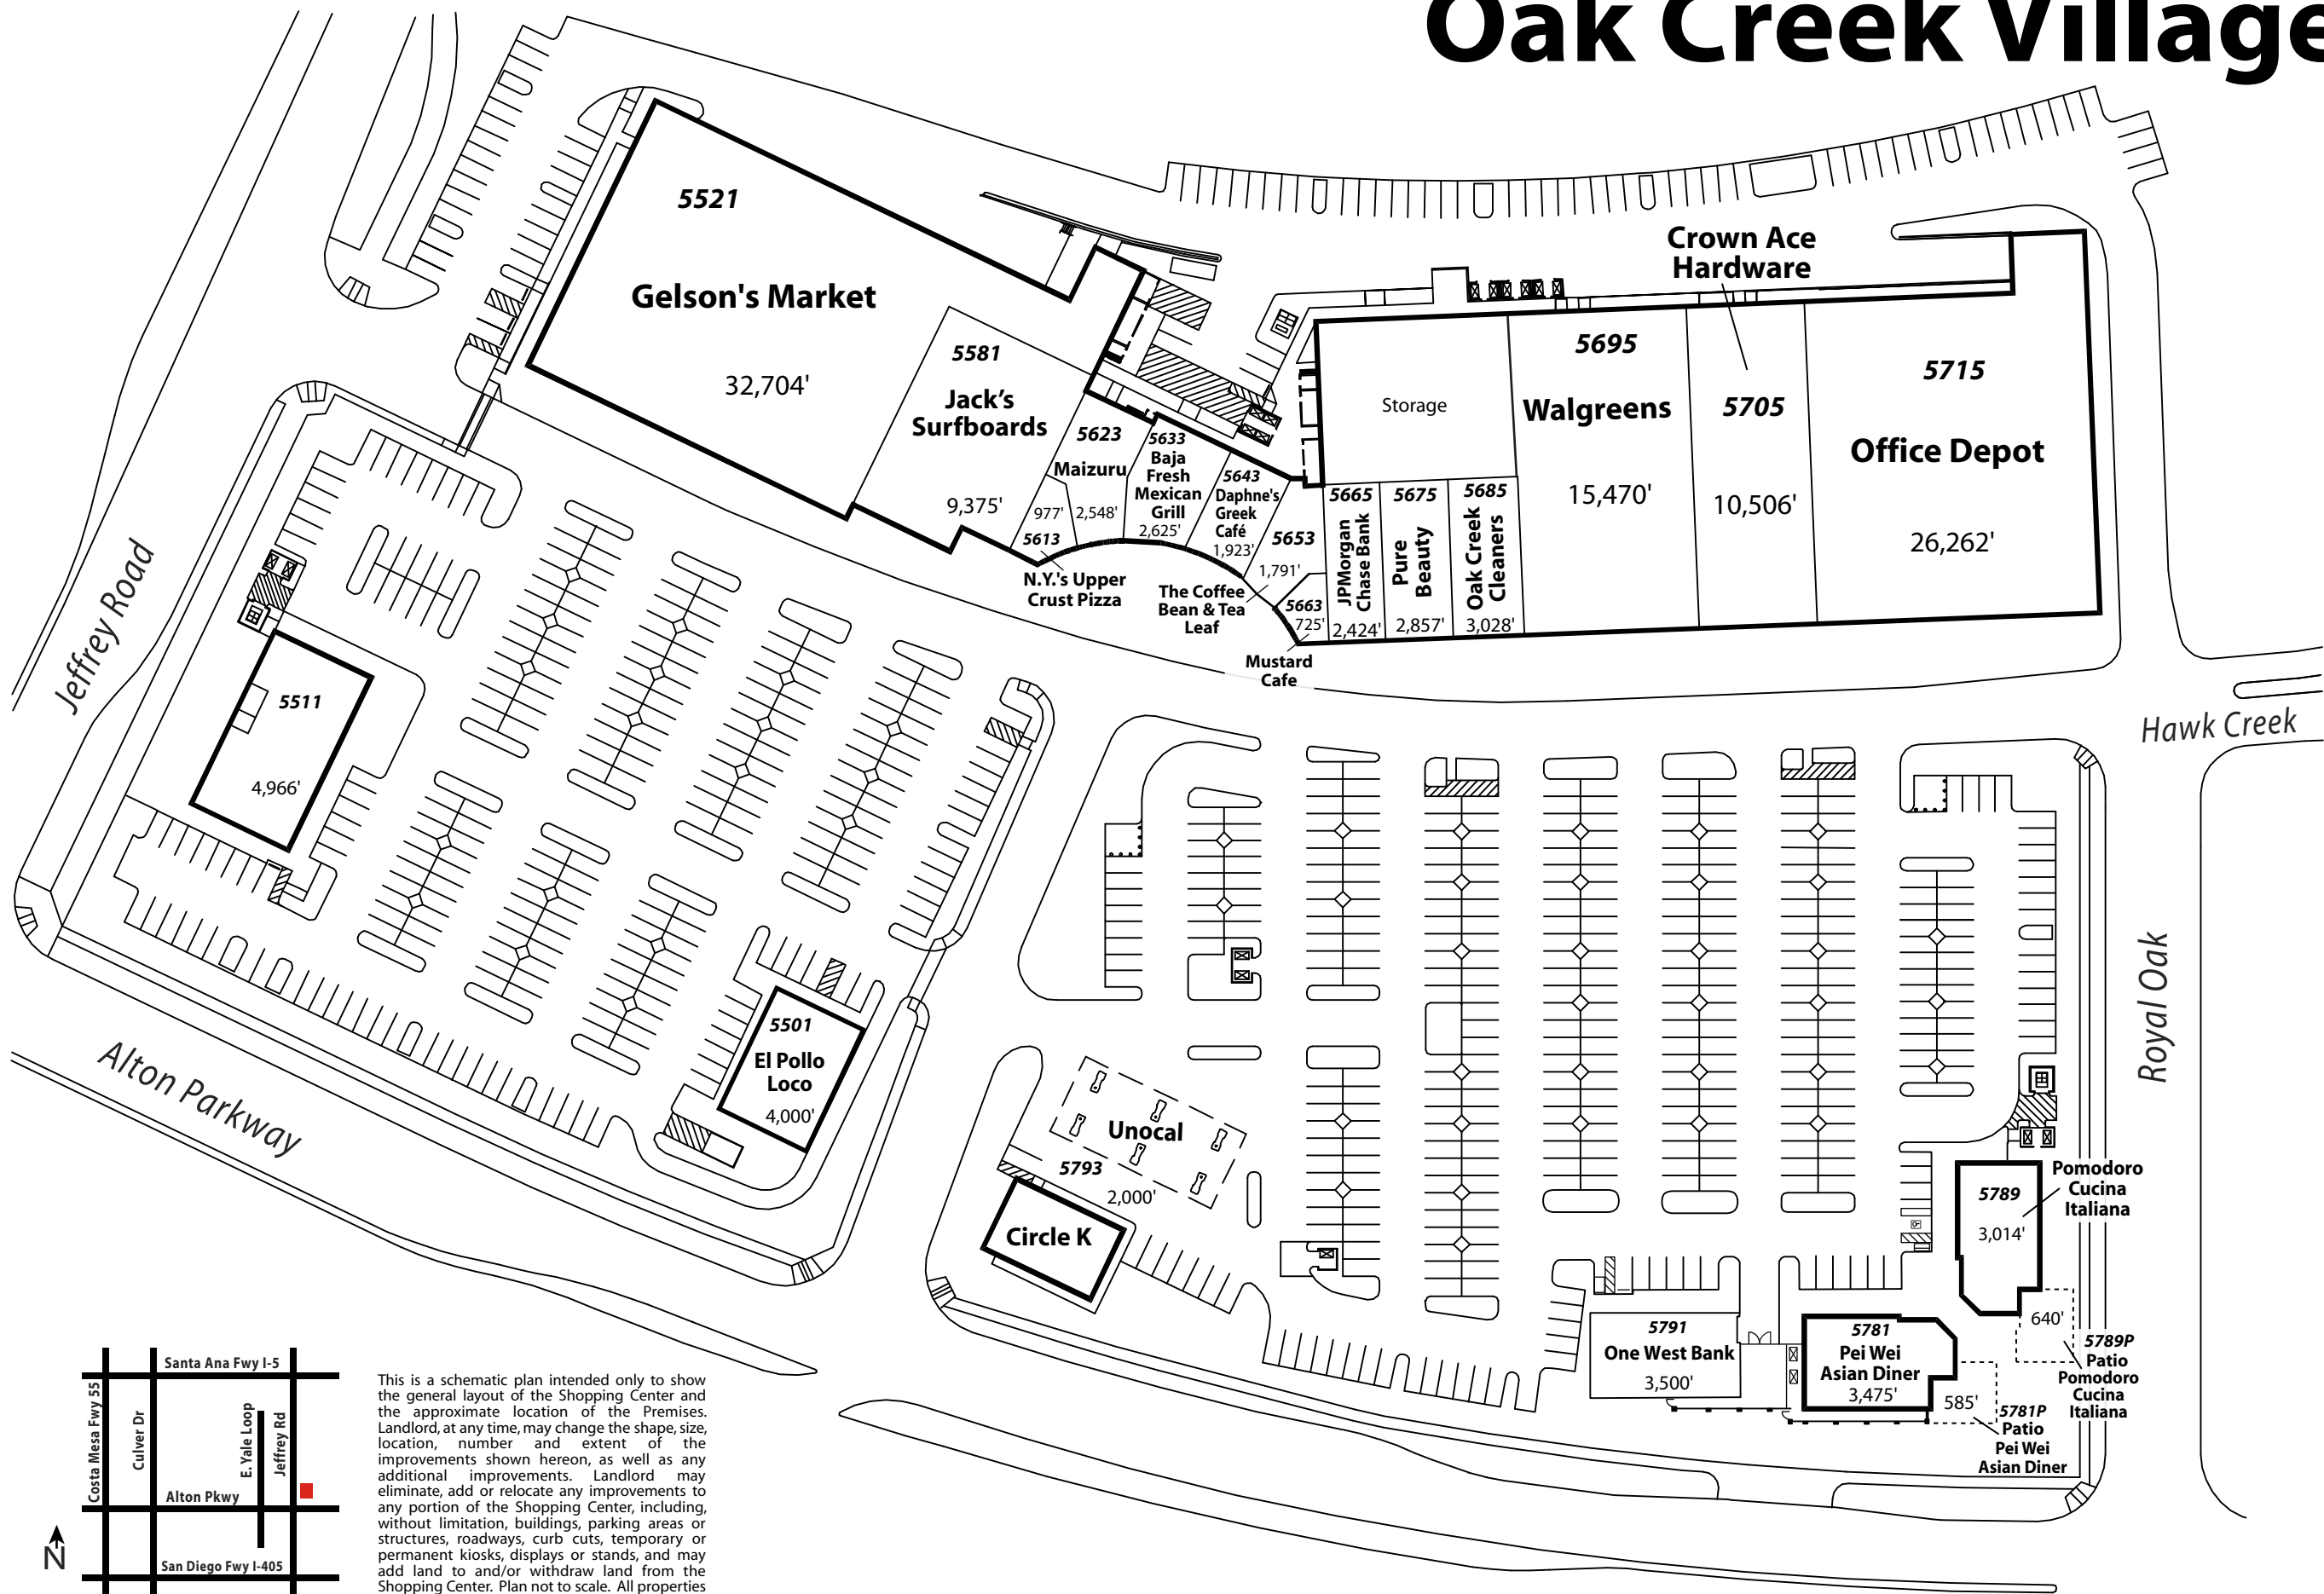 Oak Creek Village
5521
Gelson's Market
32,704'
5581
Jack’s
Surfboards
9,375'
5623
Maizuru
2,548'
977'
5613
N.Y.'s Upper
Crust Pizza
5633
Baja
Fresh
Mexican
Grill
2,625'
5643
Daphne's
Greek
Café
1,923'
5653
1,791'
The Coffee
Bean & Tea
Leaf
5663
725'
Mustard
Cafe
Storage
5665
JPMorgan
Chase Bank
2,424'
5675
Pure
Beauty
2,857'
5685
Oak Creek
Cleaners
3,028'
5695
Walgreens
15,470'
Crown Ace
Hardware
5705
10,506'
5715
Office Depot
26,262'
Jeffrey Road
Hawk Creek
5511
4,966'
Alton Parkway
5501
El Pollo
Loco
4,000'
Unocal
5793
2,000'
Circle K
Royal Oak
5789
3,014'
Pomodoro
Cucina
Italiana
640'
5789P
Patio
Pomodoro
Cucina
Italiana
5791
One West Bank
3,500'
5781
Pei Wei
Asian Diner
3,475'
585'
5781P
Patio
Pei Wei
Asian Diner
Santa Ana Fwy I-5
Costa Mesa Fwy 55
Culver Dr
E. Yale Loop
Jeffrey Rd
Alton Pkwy
San Diego Fwy I-405
N
This is a schematic plan intended only to show
the general layout of the Shopping Center and
the approximate location of the Premises.
Landlord, at any time, may change the shape, size,
location, number and extent of the
improvements shown hereon, as well as any
additional improvements. Landlord may
eliminate, add or relocate any improvements to
any portion of the Shopping Center, including,
without limitation, buildings, parking areas or
structures, roadways, curb cuts, temporary or
permanent kiosks, displays or stands, and may
add land to and/or withdraw land from the
Shopping Center. Plan not to scale. All properties